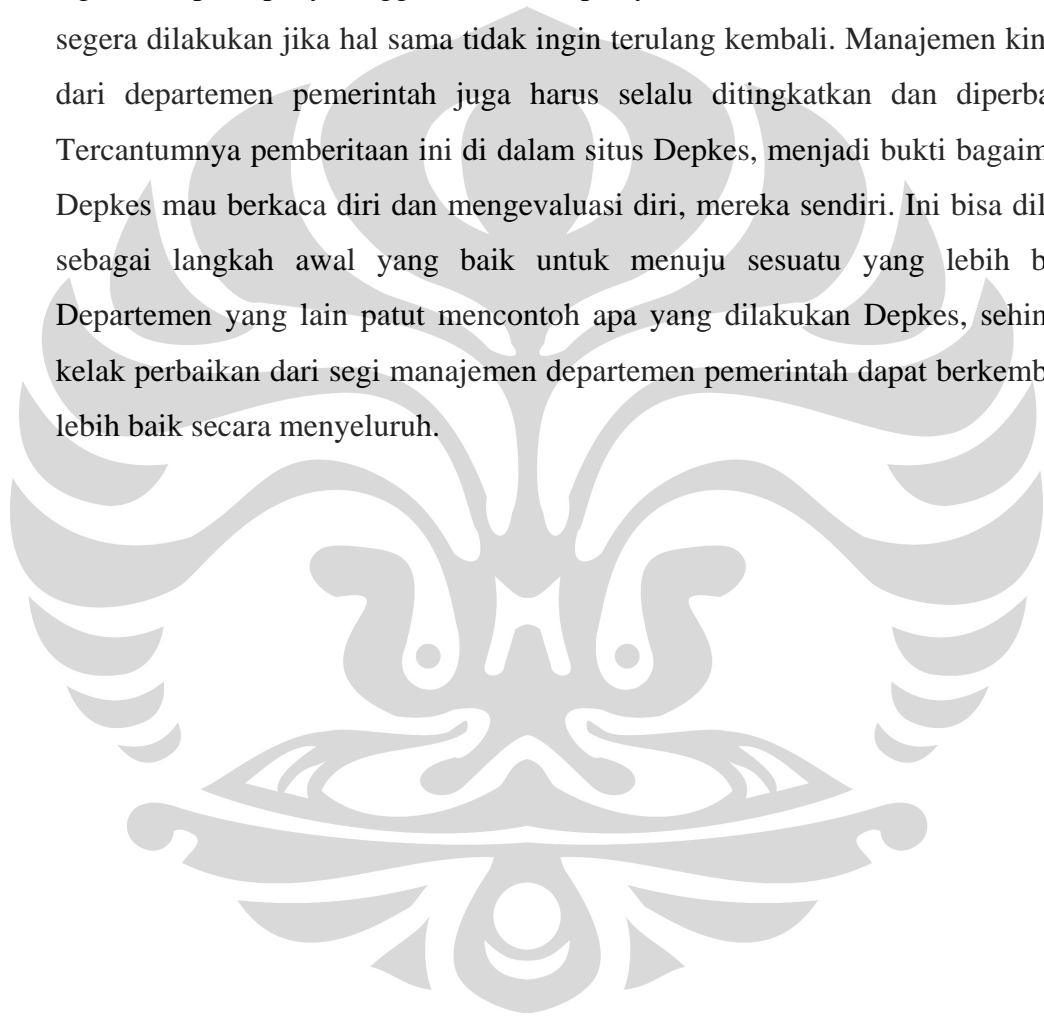 segera dilakukan jika hal sama tidak ingin terulang kembali. Manajemen kin
dari departemen pemerintah juga harus selalu ditingkatkan dan diperba
Tercantumnya pemberitaan ini di dalam situs Depkes, menjadi bukti bagaim
Depkes mau berkaca diri dan mengevaluasi diri, mereka sendiri. Ini bisa dil
sebagai langkah awal yang baik untuk menuju sesuatu yang lebih b
Departemen yang lain patut mencontoh apa yang dilakukan Depkes, sehin
kelak perbaikan dari segi manajemen departemen pemerintah dapat berkemb
lebih baik secara menyeluruh.